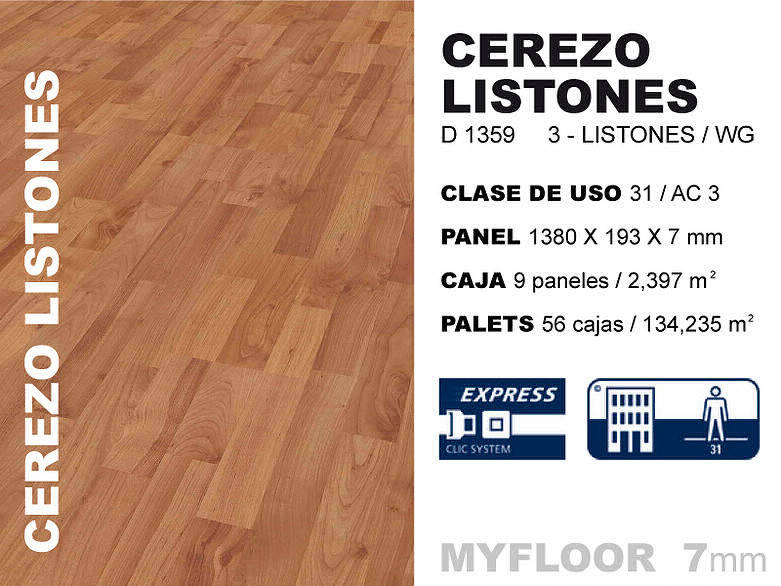 CEREZO LISTONES
CEREZO
LISTONES
D 1359 3 - LISTONES / WG
CLASE DE USO 31 / AC 3
PANEL 1380 X 193 X 7 mm
CAJA 9 paneles / 2,397 m²
PALETS 56 cajas / 134,235 m²
EXPRESS
CLIC SYSTEM
©
31
MYFLOOR 7mm